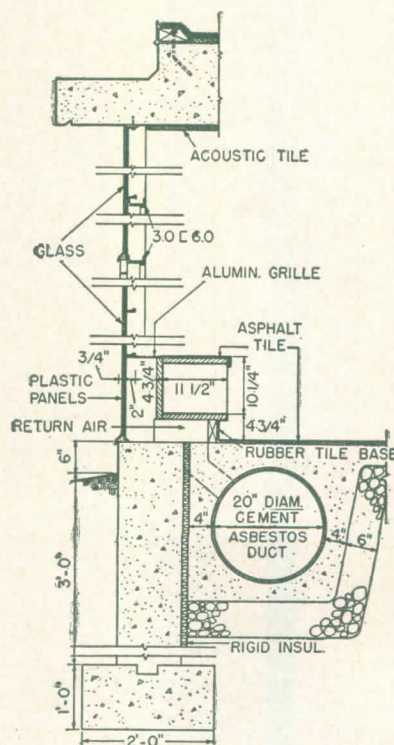 ACOUSTIC TILE
3.0 [ 6.0
GLASS
ALUMIN. GRILLE
ASPHALT
TILE
3/4"
PLASTIC
PANELS
2"
4 3/4"
11 1/2"
10 1/4"
4 3/4"
RETURN AIR
RUBBER TILE BASE
6"
20" DIAM.
CEMENT
ASBESTOS
DUCT
4"
4"
6"
3'-0"
RIGID INSUL.
1'-0"
2'-0"